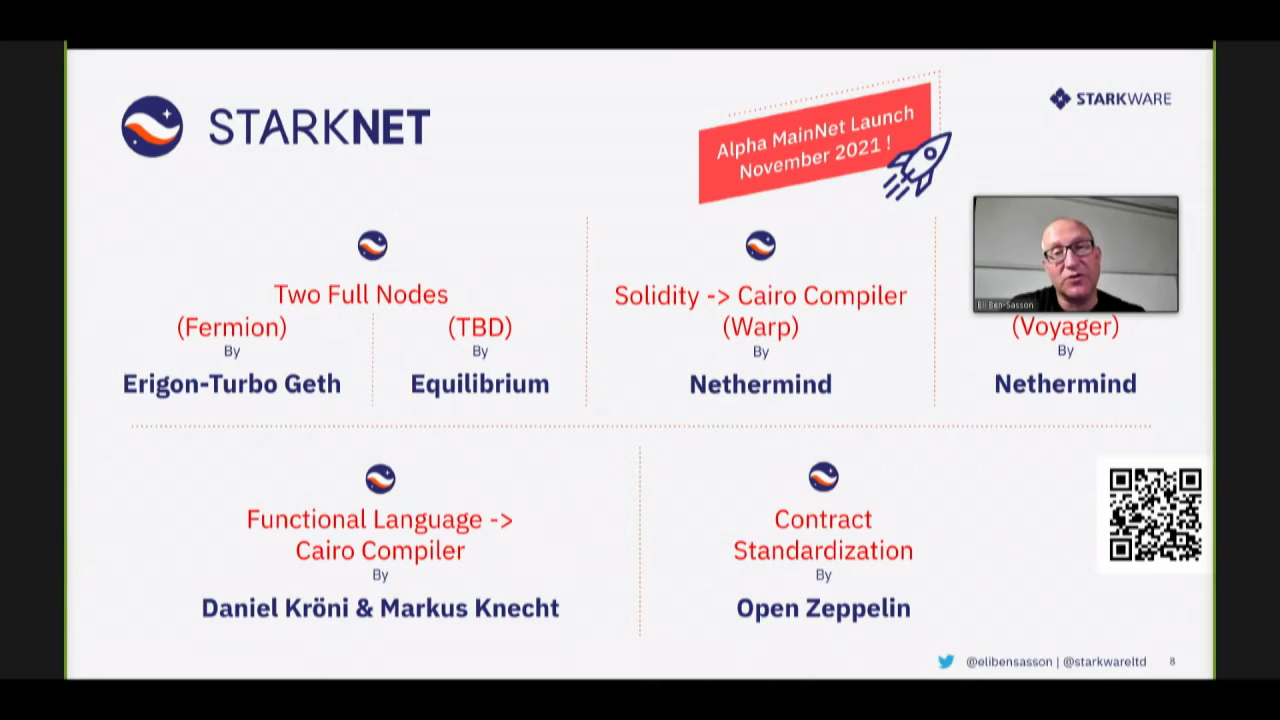 STARKNET
Alpha MainNet Launch
November 2021 !
STARKWARE
Two Full Nodes
(Fermion)
By
Erigon-Turbo Geth
(TBD)
By
Equilibrium
Solidity -> Cairo Compiler
(Warp)
By
Nethermind
Eli Ben-Sasson
(Voyager)
By
Nethermind
Functional Language ->
Cairo Compiler
By
Daniel Kröni & Markus Knecht
Contract
Standardization
By
Open Zeppelin
@elibensasson | @starkwareltd 8